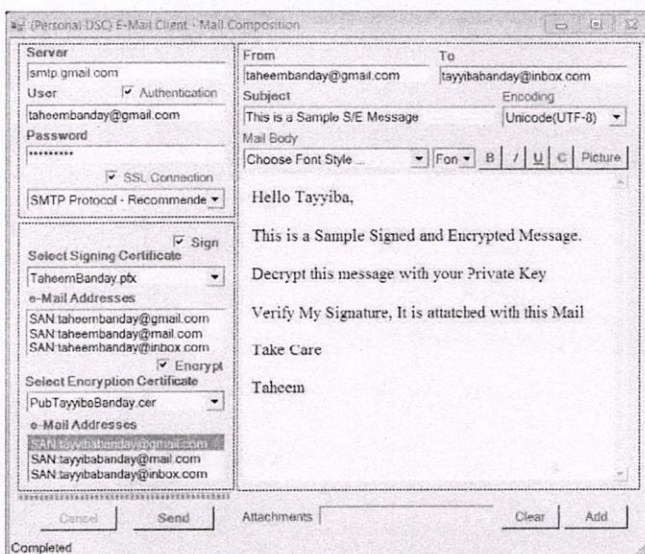 (Personal DSC) E-Mail Client - Mail Composition
Server
smtp.gmail.com
User
Authentication
taheembanday@gmail.com
Password
*********
SSL Connection
SMTP Protocol - Recommende
Sign
Select Signing Certificate
TaheemBanday.pfx
e-Mail Addresses
SAN:taheembanday@gmail.com
SAN:taheembanday@mail.com
SAN:taheembanday@inbox.com
Encrypt
Select Encryption Certificate
PubTayyibaBanday.cer
e-Mail Addresses
SAN:tayyibabanday@gmail.com
SAN:tayyibabanday@mail.com
SAN:tayyibabanday@inbox.com
Cancel
Send
Completed
From
To
taheembanday@gmail.com
tayyibabanday@inbox.com
Subject
Encoding
This is a Sample S/E Message
Unicode(UTF-8)
Mail Body
Choose Font Style ...
Fon
B
I
U
C
Picture
Hello Tayyiba,
This is a Sample Signed and Encrypted Message.
Decrypt this message with your Private Key
Verify My Signature, It is attatched with this Mail
Take Care
Taheem
Attachments
Clear
Add